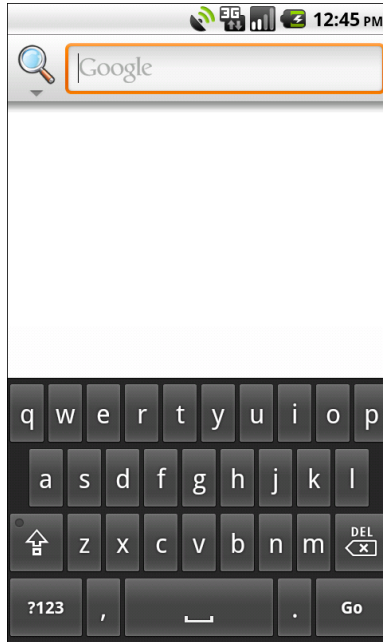 3G 12:45 PM
Google
q w e r t y u i o p
a s d f g h j k l
z x c v b n m DEL
?123 , . Go